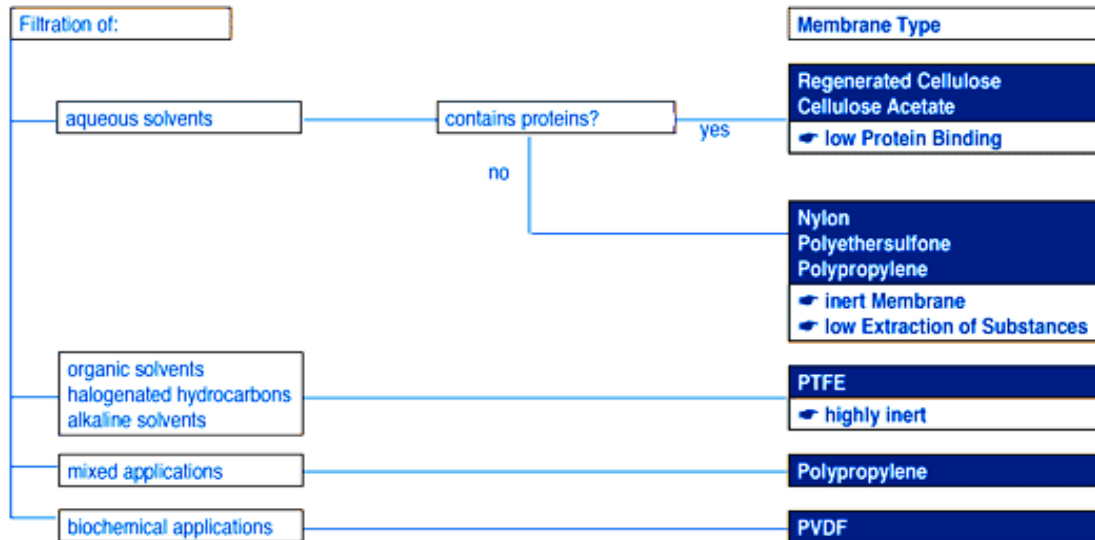 Filtration of:
Membrane Type
Regenerated Cellulose
Cellulose Acetate
aqueous solvents
contains proteins?
yes
☛ low Protein Binding
no
Nylon
Polyethersulfone
Polypropylene
☛ inert Membrane
☛ low Extraction of Substances
organic solvents
halogenated hydrocarbons
alkaline solvents
PTFE
☛ highly inert
mixed applications
Polypropylene
biochemical applications
PVDF